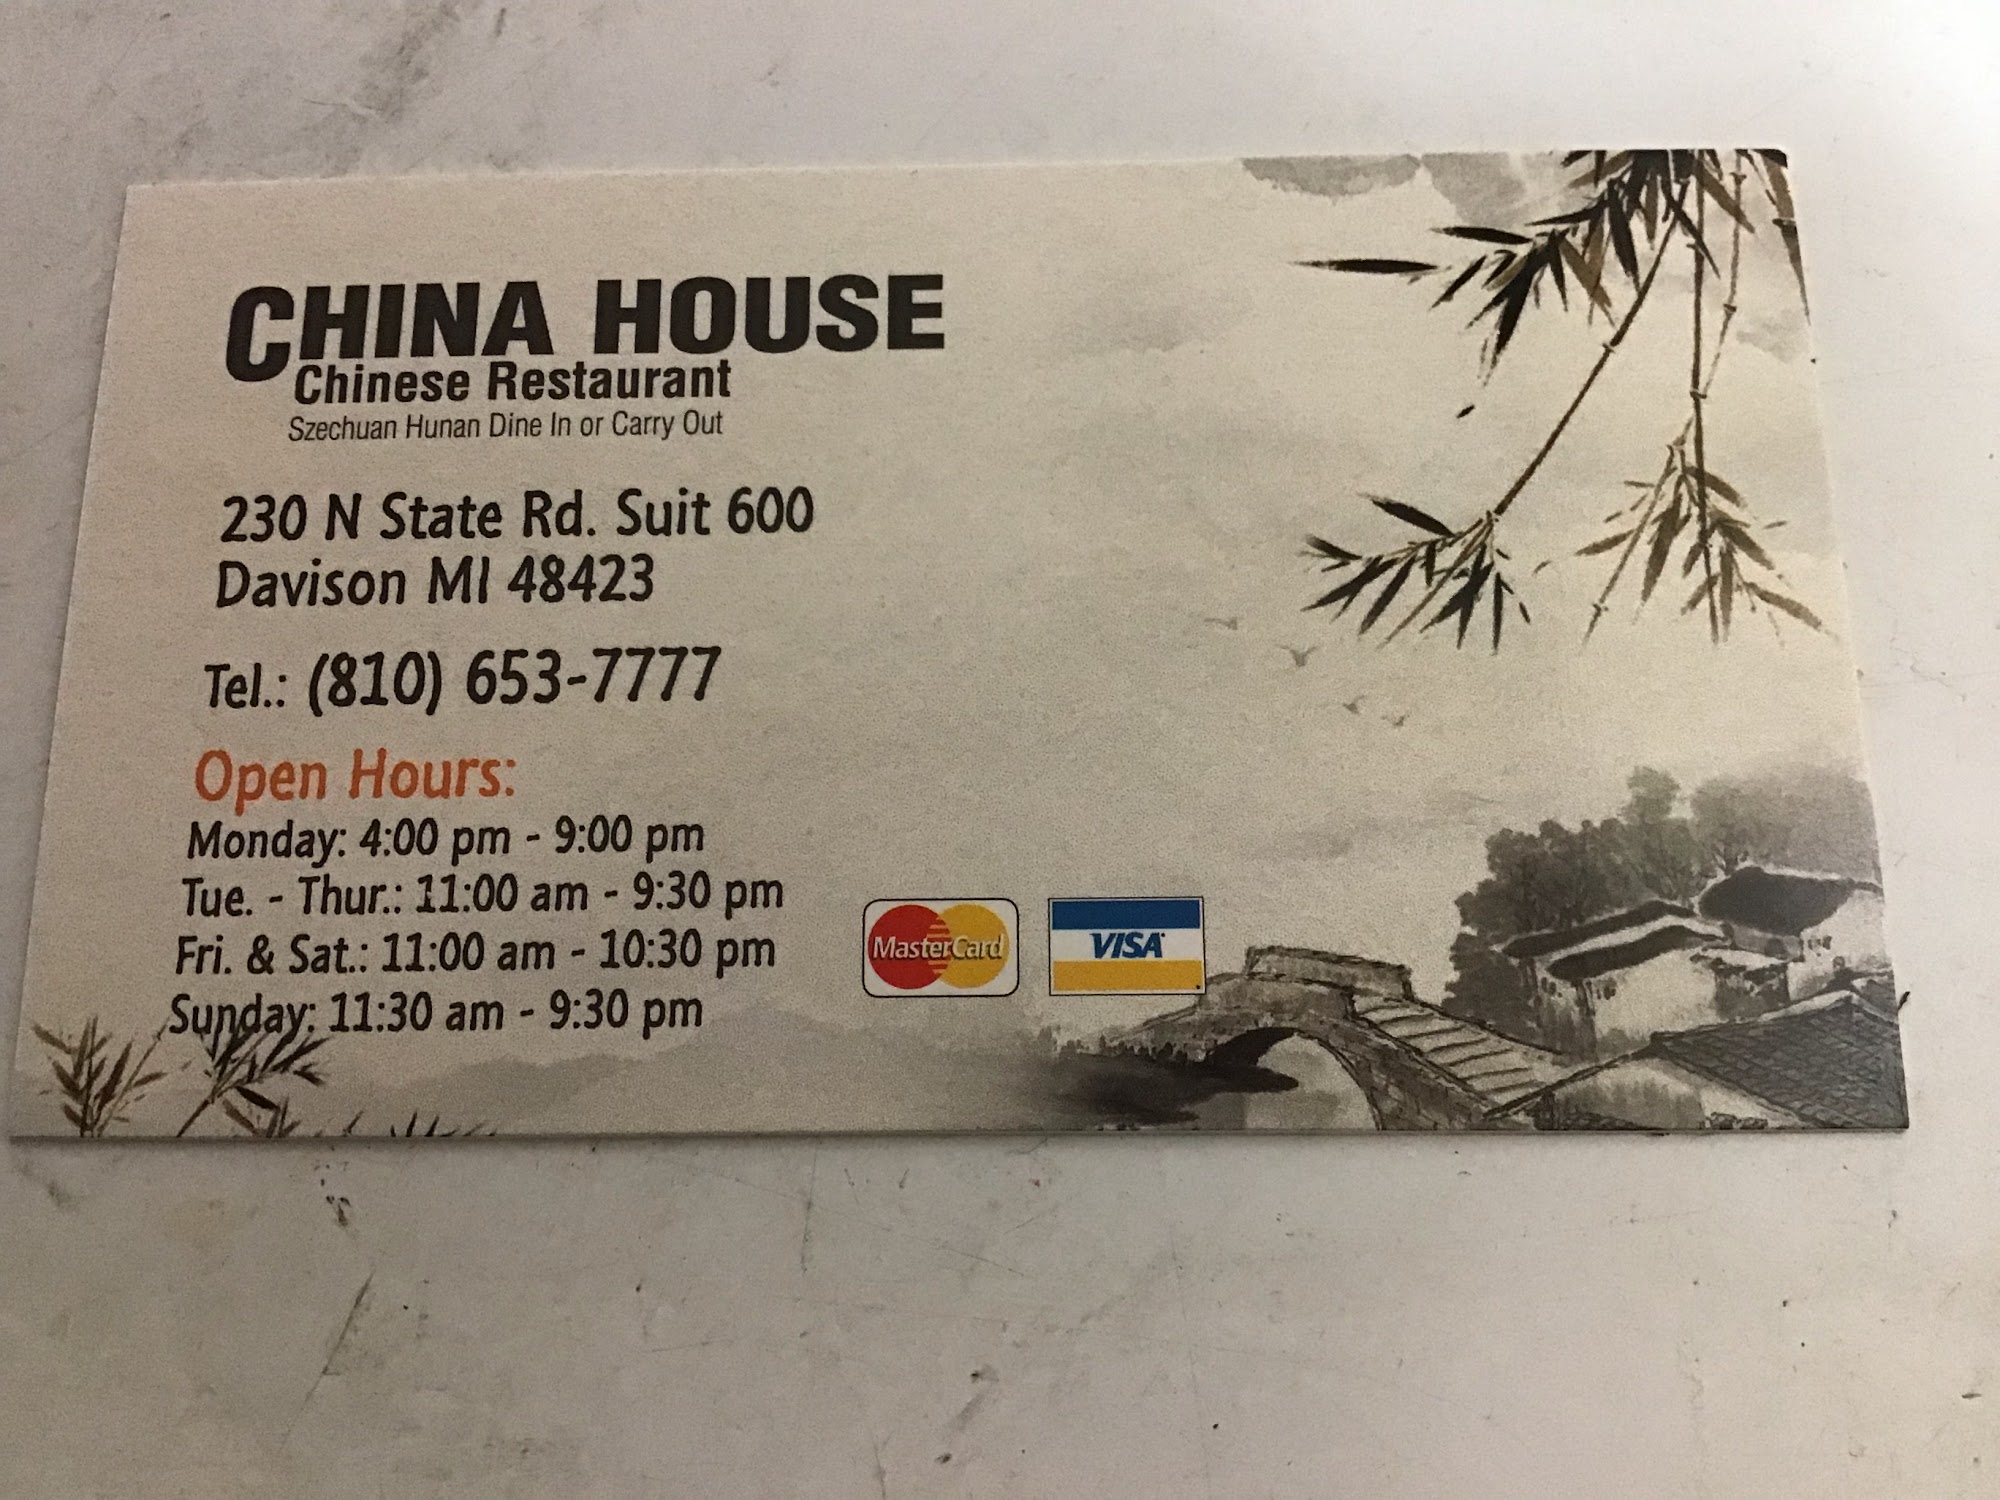 CHINA HOUSE
Chinese Restaurant
Szechuan Hunan Dine In or Carry Out
230 N State Rd. Suit 600
Davison MI 48423
Tel.: (810) 653-7777
Open Hours:
Monday: 4:00 pm - 9:00 pm
Tue. - Thur.: 11:00 am - 9:30 pm
Fri. & Sat.: 11:00 am - 10:30 pm
Sunday: 11:30 am - 9:30 pm
MasterCard
VISA